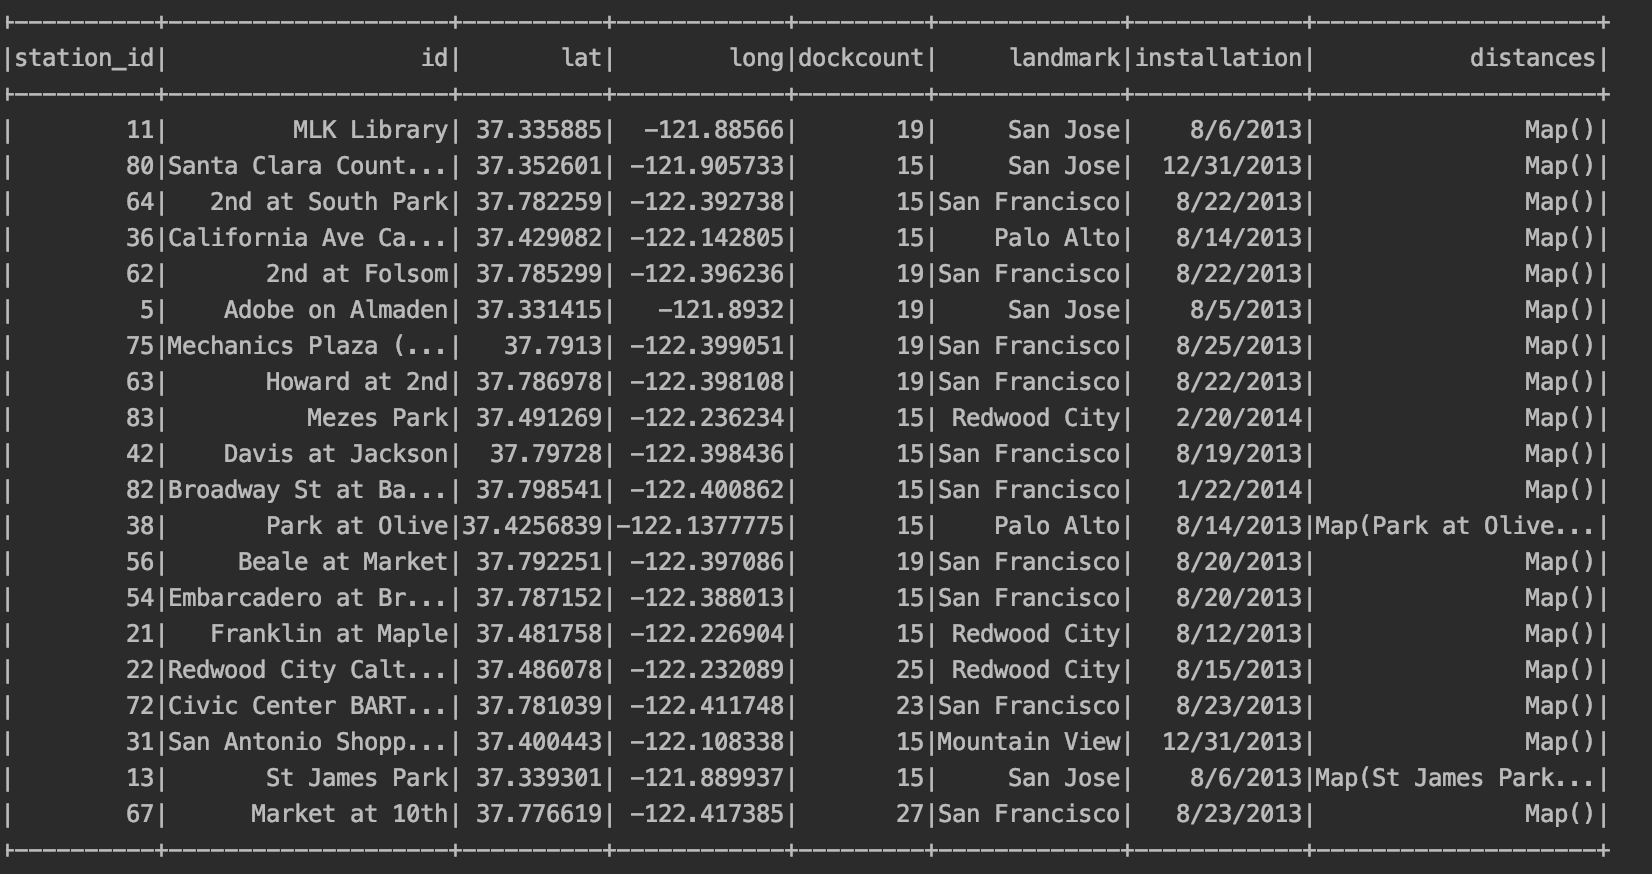 +----------+--------------------+----------+------------+---------+-------------+------------+--------------------+
|station_id|                  id|       lat|        long|dockcount|     landmark|installation|           distances|
+----------+--------------------+----------+------------+---------+-------------+------------+--------------------+
|        11|         MLK Library| 37.335885|  -121.88566|       19|     San Jose|    8/6/2013|               Map()|
|        80|Santa Clara Count...| 37.352601| -121.905733|       15|     San Jose|  12/31/2013|               Map()|
|        64|   2nd at South Park| 37.782259| -122.392738|       15|San Francisco|   8/22/2013|               Map()|
|        36|California Ave Ca...| 37.429082| -122.142805|       15|    Palo Alto|   8/14/2013|               Map()|
|        62|       2nd at Folsom| 37.785299| -122.396236|       19|San Francisco|   8/22/2013|               Map()|
|         5|    Adobe on Almaden| 37.331415|   -121.8932|       19|     San Jose|    8/5/2013|               Map()|
|        75|Mechanics Plaza (...|   37.7913| -122.399051|       19|San Francisco|   8/25/2013|               Map()|
|        63|       Howard at 2nd| 37.786978| -122.398108|       19|San Francisco|   8/22/2013|               Map()|
|        83|          Mezes Park| 37.491269| -122.236234|       15| Redwood City|   2/20/2014|               Map()|
|        42|    Davis at Jackson|  37.79728| -122.398436|       15|San Francisco|   8/19/2013|               Map()|
|        82|Broadway St at Ba...| 37.798541| -122.400862|       15|San Francisco|   1/22/2014|               Map()|
|        38|       Park at Olive|37.4256839|-122.1377775|       15|    Palo Alto|   8/14/2013|Map(Park at Olive...|
|        56|     Beale at Market| 37.792251| -122.397086|       19|San Francisco|   8/20/2013|               Map()|
|        54|Embarcadero at Br...| 37.787152| -122.388013|       15|San Francisco|   8/20/2013|               Map()|
|        21|   Franklin at Maple| 37.481758| -122.226904|       15| Redwood City|   8/12/2013|               Map()|
|        22|Redwood City Calt...| 37.486078| -122.232089|       25| Redwood City|   8/15/2013|               Map()|
|        72|Civic Center BART...| 37.781039| -122.411748|       23|San Francisco|   8/23/2013|               Map()|
|        31|San Antonio Shopp...| 37.400443| -122.108338|       15|Mountain View|  12/31/2013|               Map()|
|        13|       St James Park| 37.339301| -121.889937|       15|     San Jose|    8/6/2013|Map(St James Park...|
|        67|      Market at 10th| 37.776619| -122.417385|       27|San Francisco|   8/23/2013|               Map()|
+----------+--------------------+----------+------------+---------+-------------+------------+--------------------+